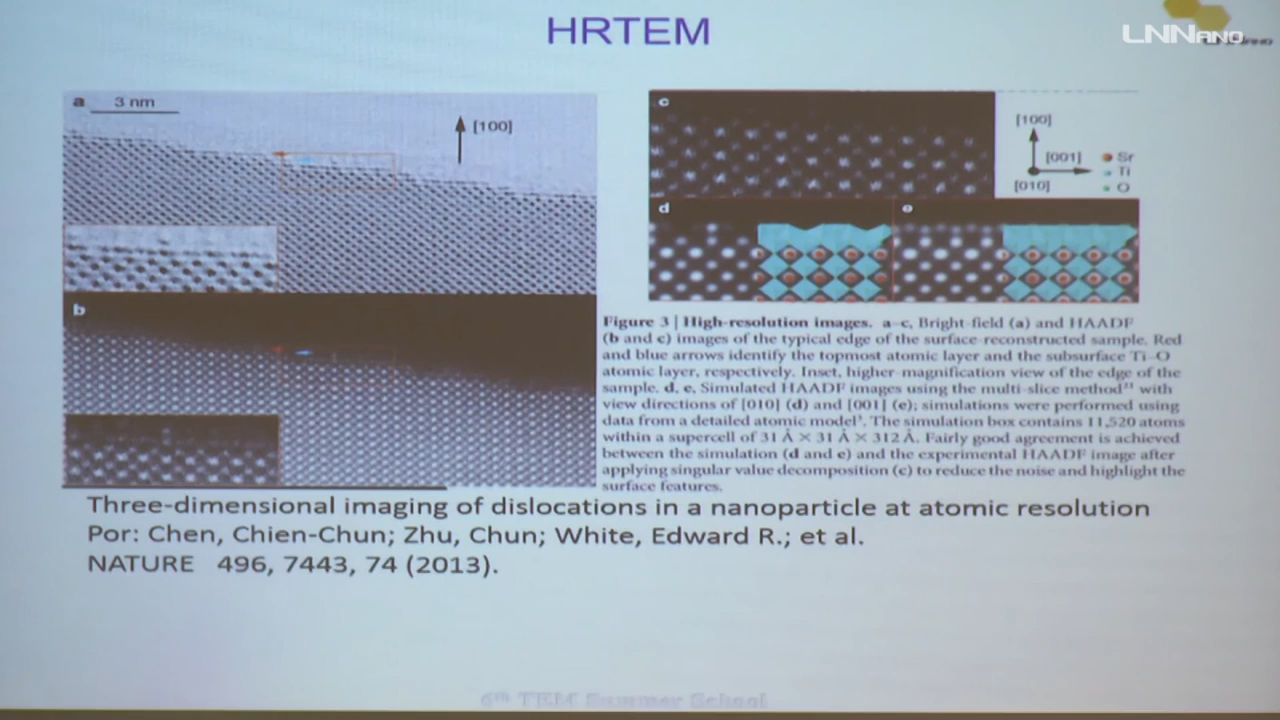 HRTEM
LNNANO
a 3 nm
[100]
b
c
[100]
[001]
[010]
Sr
Ti
O
d
e
Figure 3 | High-resolution images. a–c, Bright-field (a) and HAADF
(b and c) images of the typical edge of the surface-reconstructed sample. Red
and blue arrows identify the topmost atomic layer and the subsurface Ti–O
atomic layer, respectively. Inset, higher-magnification view of the edge of the
sample. d, e, Simulated HAADF images using the multi-slice method²³ with
view directions of [010] (d) and [001] (e); simulations were performed using
data from a detailed atomic model⁵. The simulation box contains 11,520 atoms
within a supercell of 31 Å × 31 Å × 312 Å. Fairly good agreement is achieved
between the simulation (d and e) and the experimental HAADF image after
applying singular value decomposition (c) to reduce the noise and highlight the
surface features.
Three-dimensional imaging of dislocations in a nanoparticle at atomic resolution
Por: Chen, Chien-Chun; Zhu, Chun; White, Edward R.; et al.
NATURE 496, 7443, 74 (2013).
6th TEM Summer School